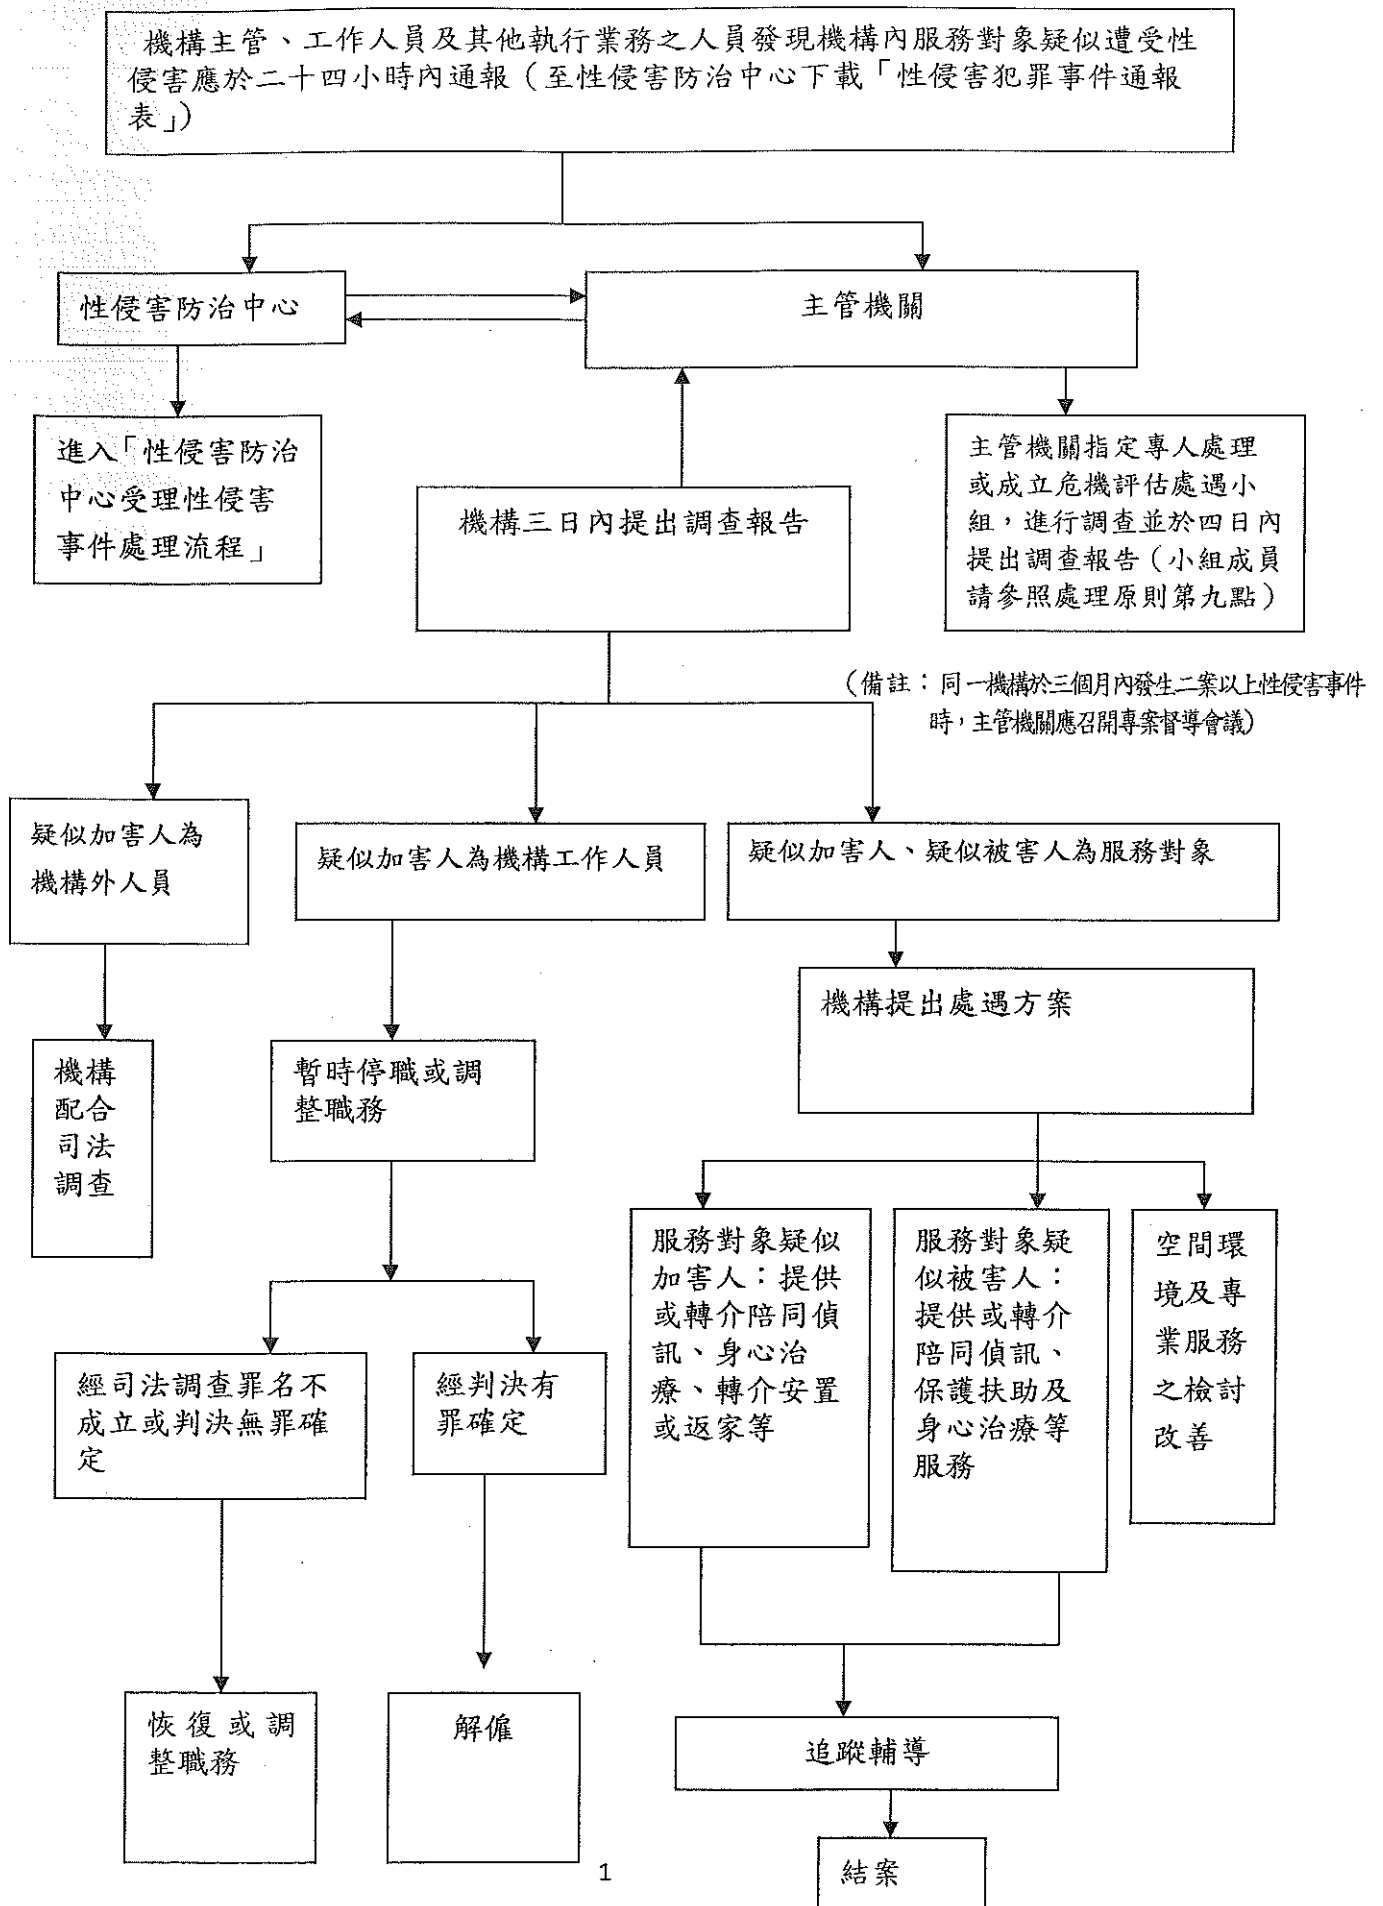 機構主管、工作人員及其他執行業務之人員發現機構內服務對象疑似遭受性
侵害應於二十四小時內通報（至性侵害防治中心下載「性侵害犯罪事件通報
表」）
性侵害防治中心
主管機關
進入「性侵害防治
中心受理性侵害
事件處理流程」
機構三日內提出調查報告
主管機關指定專人處理
或成立危機評估處遇小
組，進行調查並於四日內
提出調查報告（小組成員
請參照處理原則第九點）
（備註：同一機構於三個月內發生二案以上性侵害事件
時，主管機關應召開專案督導會議）
疑似加害人為
機構外人員
疑似加害人為機構工作人員
疑似加害人、疑似被害人為服務對象
機構提出處遇方案
機構
配合
司法
調查
暫時停職或調
整職務
服務對象疑似
加害人：提供
或轉介陪同偵
訊、身心治
療、轉介安置
或返家等
服務對象疑
似被害人：
提供或轉介
陪同偵訊、
保護扶助及
身心治療等
服務
空間環
境及專
業服務
之檢討
改善
經司法調查罪名不
成立或判決無罪確
定
經判決有
罪確定
恢復或調
整職務
解僱
追蹤輔導
結案
1